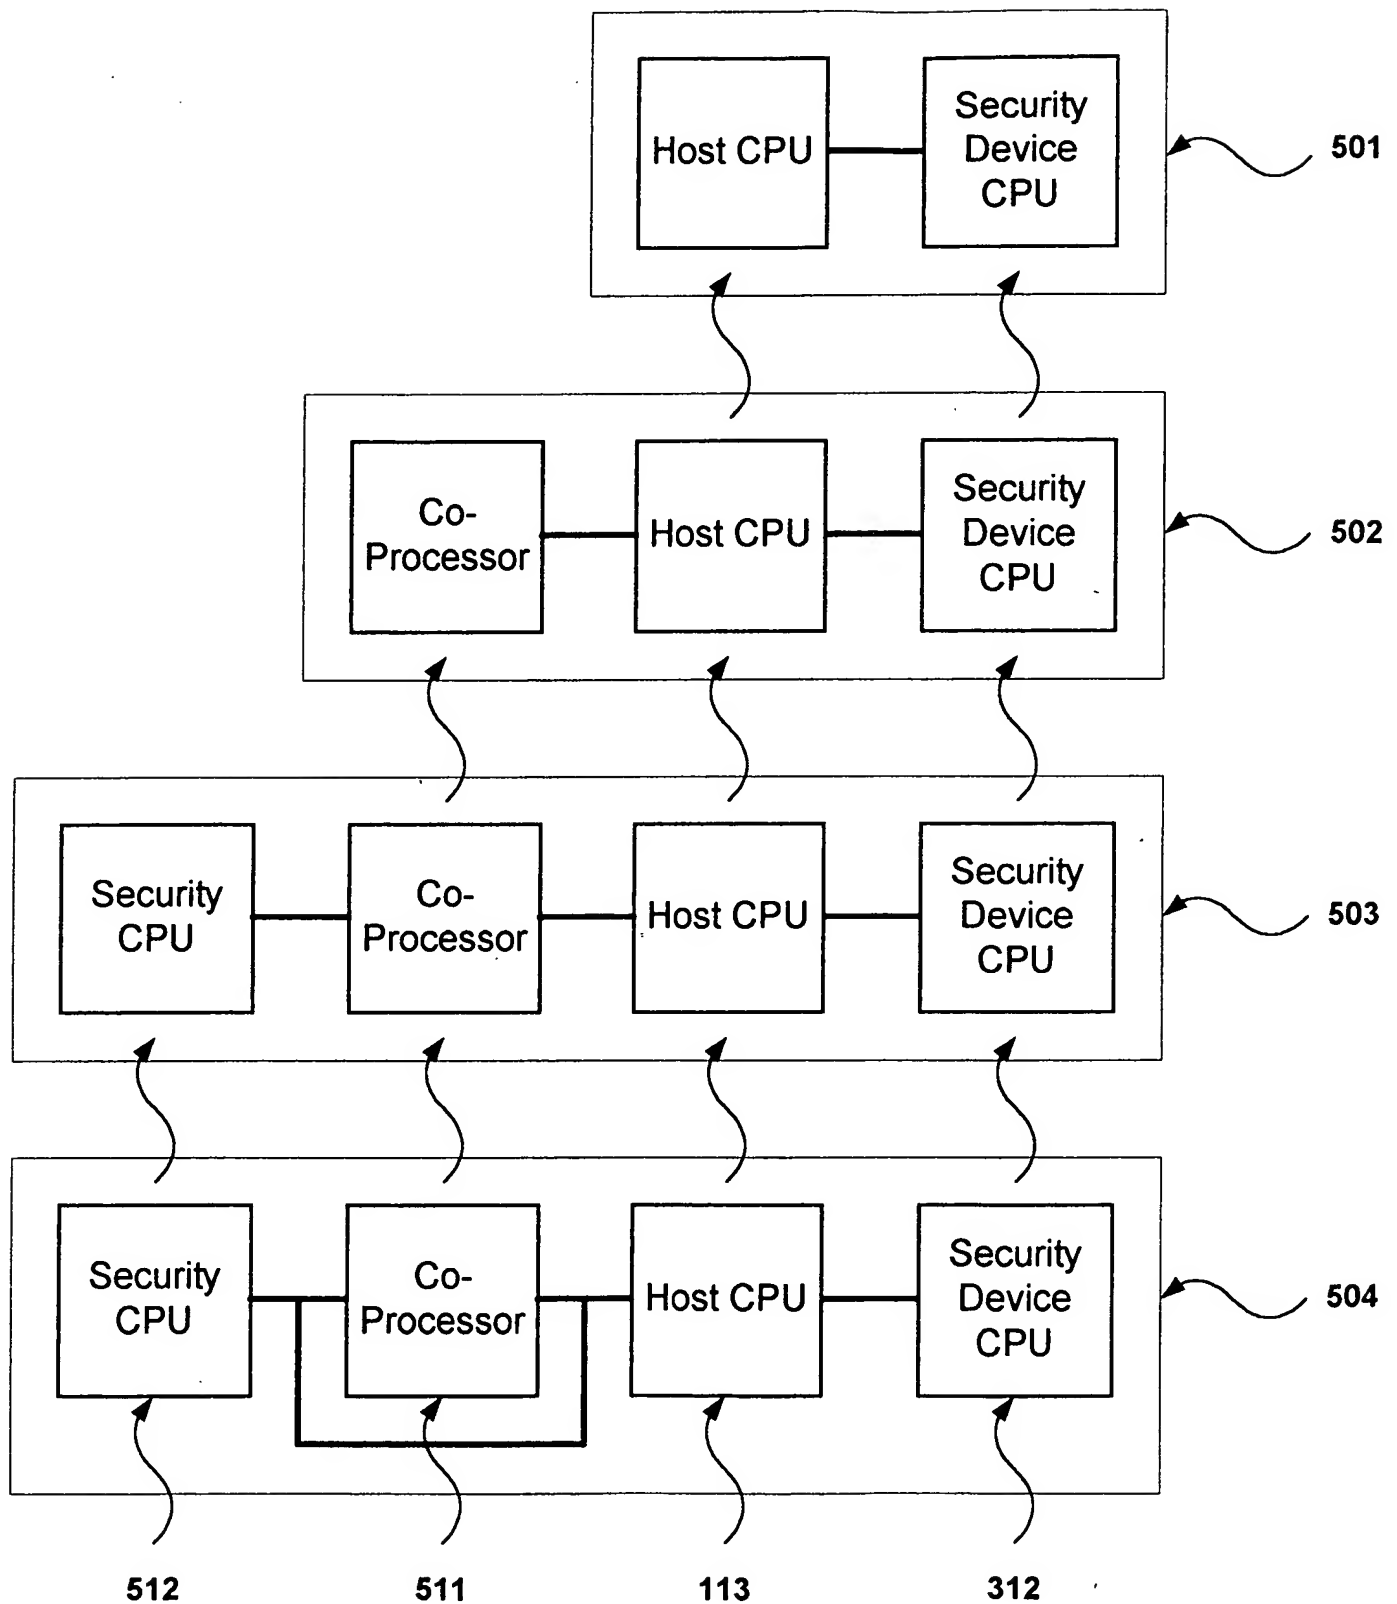 Host CPU
Security
Device
CPU
501
Co-
Processor
Host CPU
Security
Device
CPU
502
Security
CPU
Co-
Processor
Host CPU
Security
Device
CPU
503
Security
CPU
Co-
Processor
Host CPU
Security
Device
CPU
504
512
511
113
312